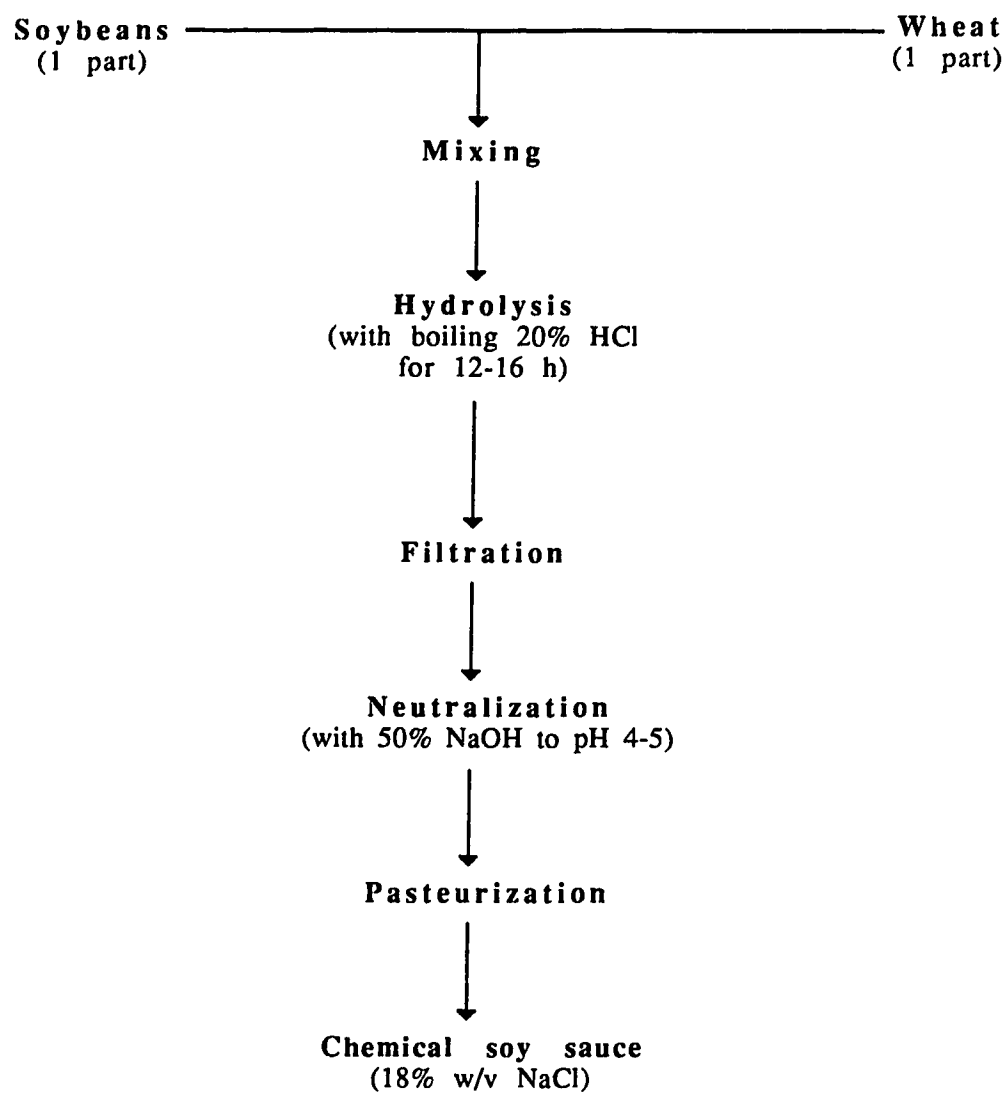 Soybeans Wheat
(1 part) (1 part)
Mixing
Hydrolysis
(with boiling 20% HCl
for 12-16 h)
Filtration
Neutralization
(with 50% NaOH to pH 4-5)
Pasteurization
Chemical soy sauce
(18% w/v NaCl)